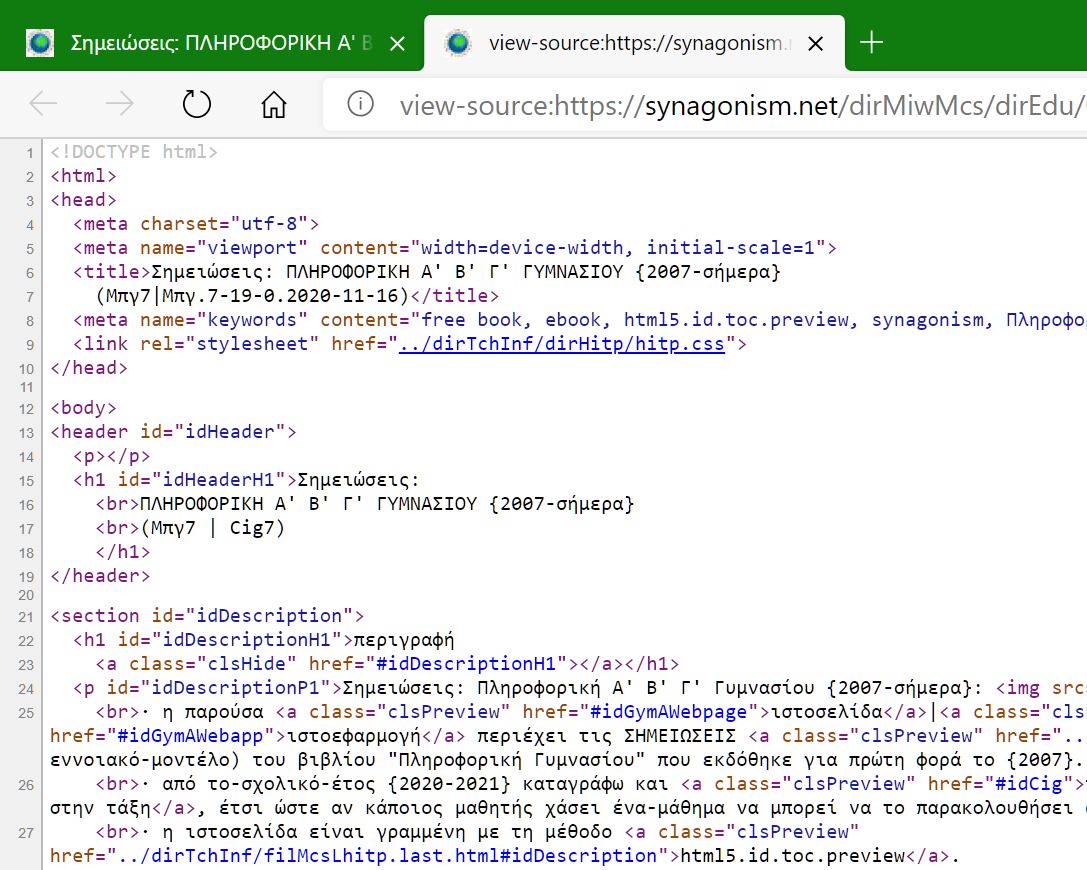 Σημειώσεις: ΠΛΗΡΟΦΟΡΙΚΗ Α' Β
view-source:https://synagonism.
view-source:https://synagonism.net/dirMiwMcs/dirEdu/
1 <!DOCTYPE html>
2 <html>
3 <head>
4 <meta charset="utf-8">
5 <meta name="viewport" content="width=device-width, initial-scale=1">
6 <title>Σημειώσεις: ΠΛΗΡΟΦΟΡΙΚΗ Α' Β' Γ' ΓΥΜΝΑΣΙΟΥ {2007-σήμερα}
7 (Μπγ7|Μπγ.7-19-0.2020-11-16)</title>
8 <meta name="keywords" content="free book, ebook, html5.id.toc.preview, synagonism, Πληροφο
9 <link rel="stylesheet" href="../dirTchInf/dirHitp/hitp.css">
10 </head>
11
12 <body>
13 <header id="idHeader">
14 <p></p>
15 <h1 id="idHeaderH1">Σημειώσεις:
16 <br>ΠΛΗΡΟΦΟΡΙΚΗ Α' Β' Γ' ΓΥΜΝΑΣΙΟΥ {2007-σήμερα}
17 <br>(Μπγ7 | Cig7)
18 </h1>
19 </header>
20
21 <section id="idDescription">
22 <h1 id="idDescriptionH1">περιγραφή
23 <a class="clsHide" href="#idDescriptionH1"></a></h1>
24 <p id="idDescriptionP1">Σημειώσεις: Πληροφορική Α' Β' Γ' Γυμνασίου {2007-σήμερα}: <img src
25 <br>· η παρούσα <a class="clsPreview" href="#idGymAWebpage">ιστοσελίδα</a>|<a class="cls
href="#idGymAWebapp">ιστοεφαρμογή</a> περιέχει τις ΣΗΜΕΙΩΣΕΙΣ <a class="clsPreview" href="..
εννοιακό-μοντέλο) του βιβλίου "Πληροφορική Γυμνασίου" που εκδόθηκε για πρώτη φορά το {2007}.
26 <br>· από το-σχολικό-έτος {2020-2021} καταγράφω και <a class="clsPreview" href="#idCig">
στην τάξη</a>, έτσι ώστε αν κάποιος μαθητής χάσει ένα-μάθημα να μπορεί να το παρακολουθήσει
27 <br>· η ιστοσελίδα είναι γραμμένη με τη μέθοδο <a class="clsPreview"
href="../dirTchInf/filMcsLhitp.last.html#idDescription">html5.id.toc.preview</a>.